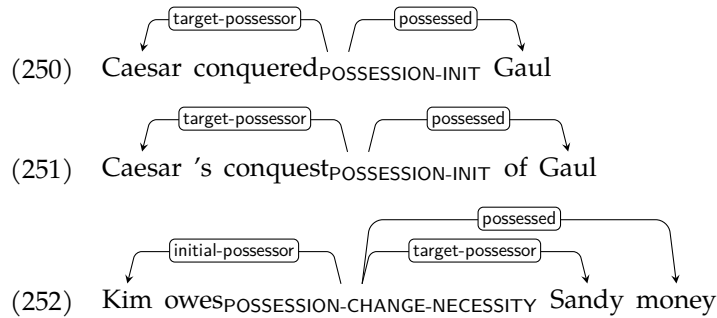 target-possessor possessed
(250) Caesar conqueredPOSSESSION-INIT Gaul
target-possessor possessed
(251) Caesar 's conquestPOSSESSION-INIT of Gaul
possessed
initial-possessor target-possessor
(252) Kim owesPOSSESSION-CHANGE-NECESSITY Sandy money